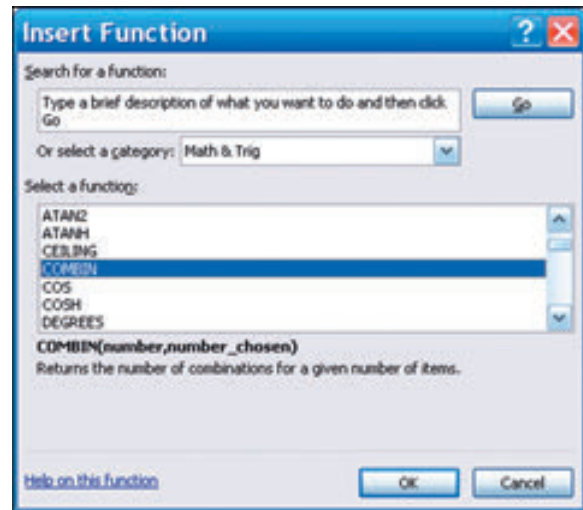 Insert Function
Search for a function:
Type a brief description of what you want to do and then click
Go
Go
Or select a category: Math & Trig
Select a function:
ATAN2
ATANH
CEILING
COMBIN
COS
COSH
DEGREES
COMBIN(number,number_chosen)
Returns the number of combinations for a given number of items.
Help on this function
OK
Cancel